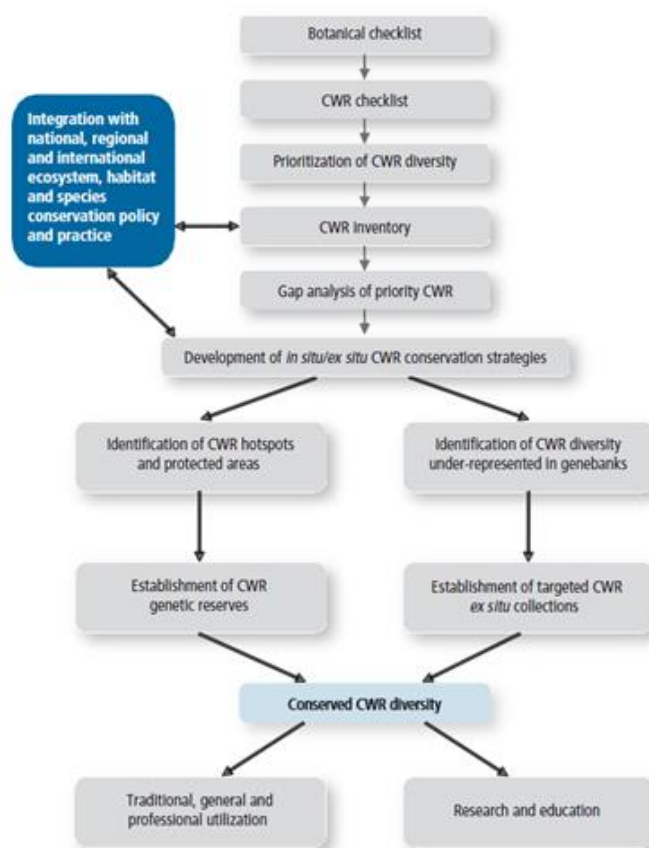 Botanical checklist
CWR checklist
Integration with
national, regional
and international
ecosystem, habitat
and species
conservation policy
and practice
Prioritization of CWR diversity
CWR inventory
Gap analysis of priority CWR
Development of in situ/ex situ CWR conservation strategies
Identification of CWR hotspots
and protected areas
Identification of CWR diversity
under-represented in genebanks
Establishment of CWR
genetic reserves
Establishment of targeted CWR
ex situ collections
Conserved CWR diversity
Traditional, general and
professional utilization
Research and education